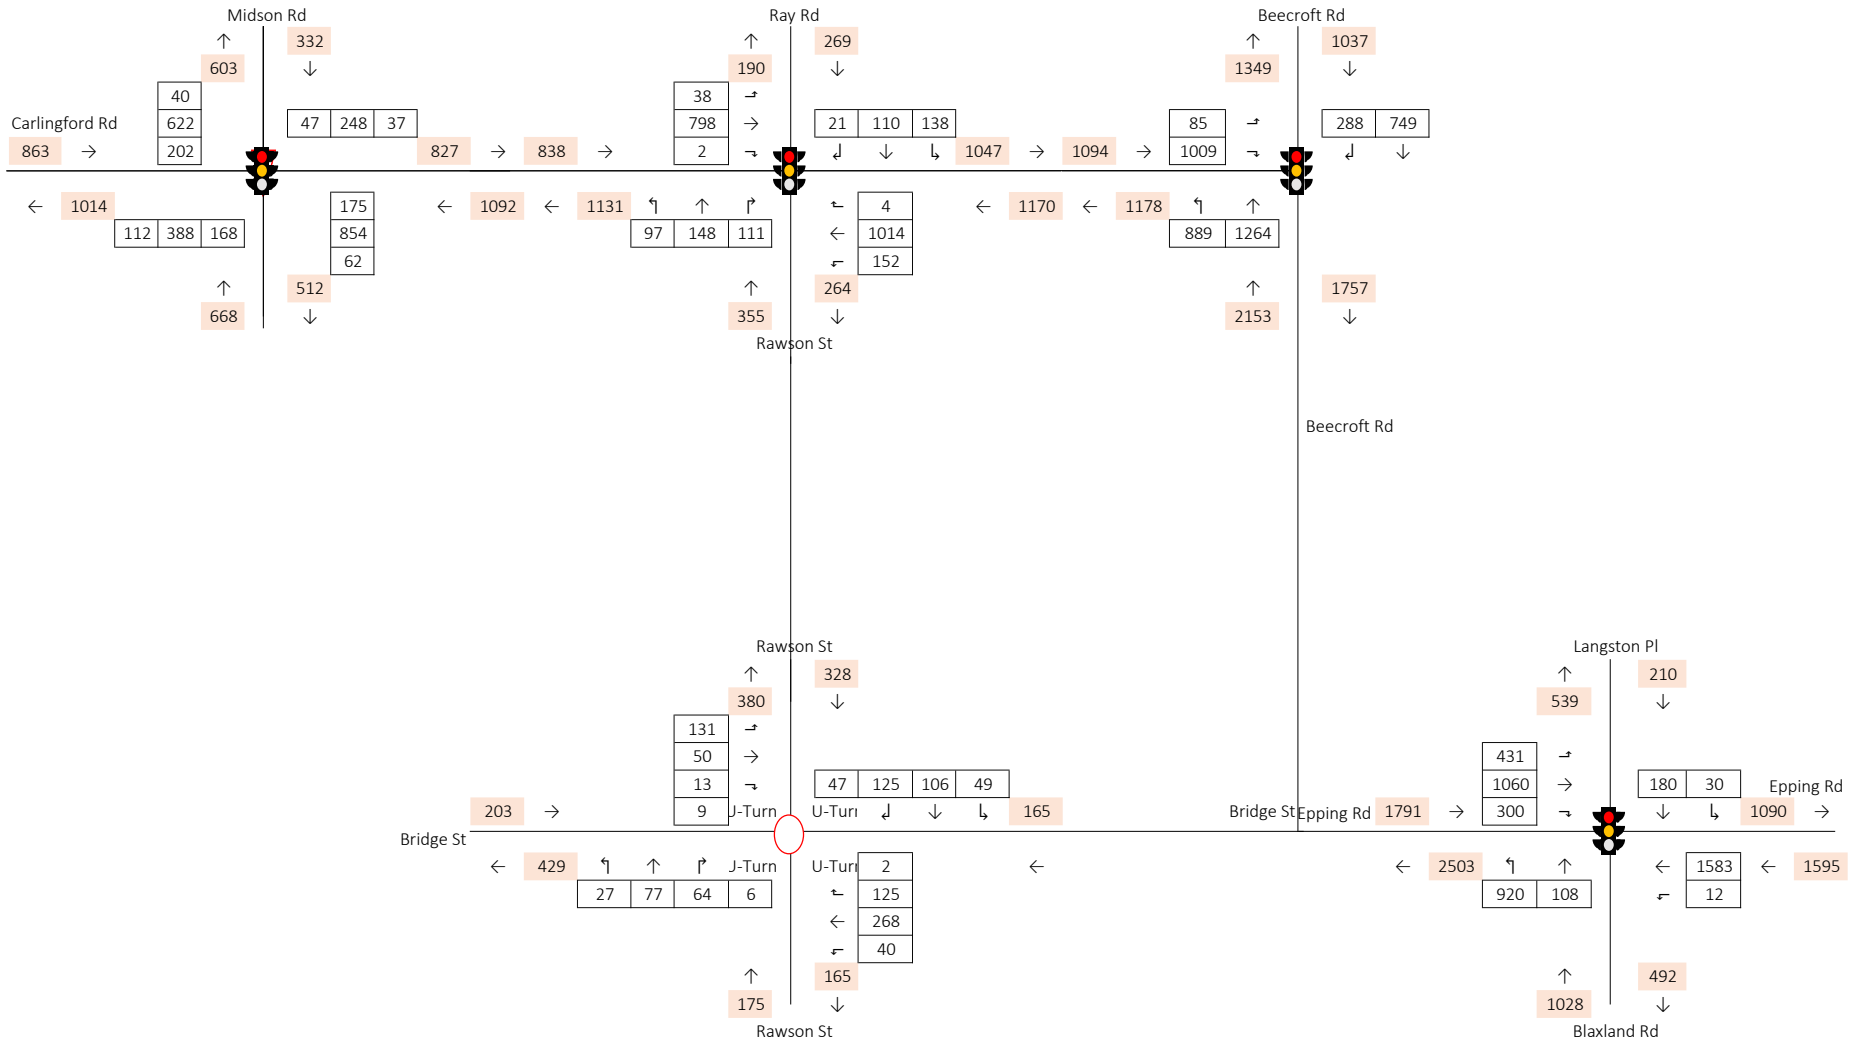 Midson Rd Ray Rd Beecroft Rd
332 269 1037
603 190 1349
40 38
Carlingford Rd 622 47 248 37 798 21 110 138 85 288 749
863 202 827 838 2 1047 1094 1009
1014 175 1092 1131 4 1170 1178
112 388 168 854 97 148 111 1014 889 1264
62 152
512 264 1757
668 355 2153
Rawson St
Beecroft Rd
Rawson St Langston Pl
328 210
380 539
131
50 431
13 47 125 106 49 1060 180 30 Epping Rd
203 9 U-Turn U-Turn 165 Bridge St Epping Rd 1791 300 1090
Bridge St
429 U-Turn U-Turn 2 2503 1583 1595
27 77 64 6 125 920 108 12
268
40
165 492
175 1028
Rawson St Blaxland Rd